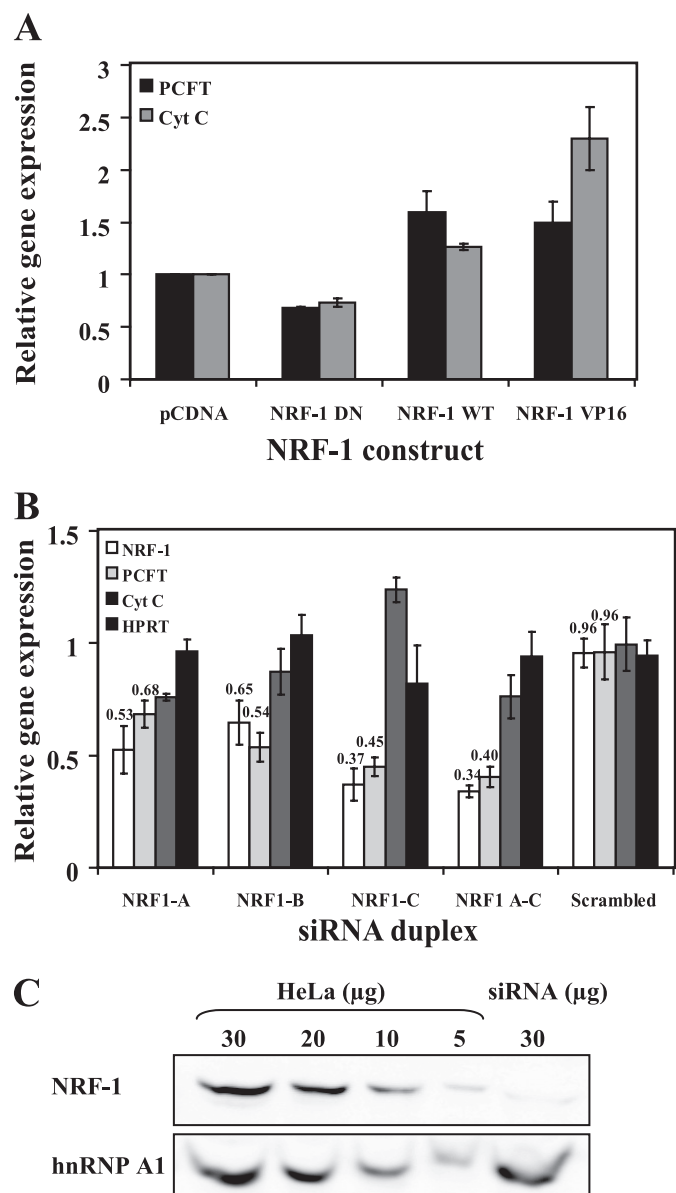 A
Relative gene expression
3
2.5
2
1.5
1
0.5
0
PCFT
Cyt C
pCDNA NRF-1 DN NRF-1 WT NRF-1 VP16
NRF-1 construct
B
Relative gene expression
1.5
1
0.5
0
NRF-1
PCFT
Cyt C
HPRT
0.53 0.68 0.65 0.54 0.37 0.45 0.34 0.40 0.96 0.96
NRF1-A NRF1-B NRF1-C NRF1 A-C Scrambled
siRNA duplex
C
HeLa (µg) siRNA (µg)
30 20 10 5 30
NRF-1
hnRNP A1